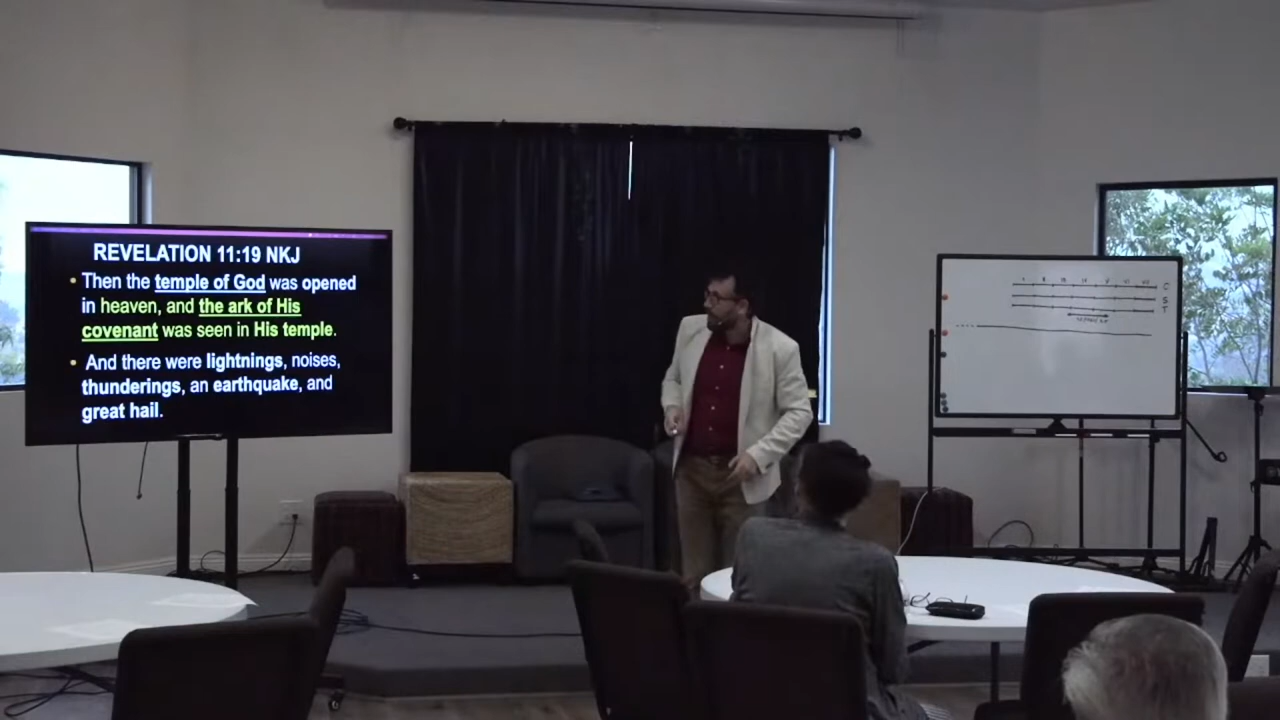 REVELATION 11:19 NKJ
• Then the temple of God was opened
in heaven, and the ark of His
covenant was seen in His temple.
• And there were lightnings, noises,
thunderings, an earthquake, and
great hail.
C
S
T